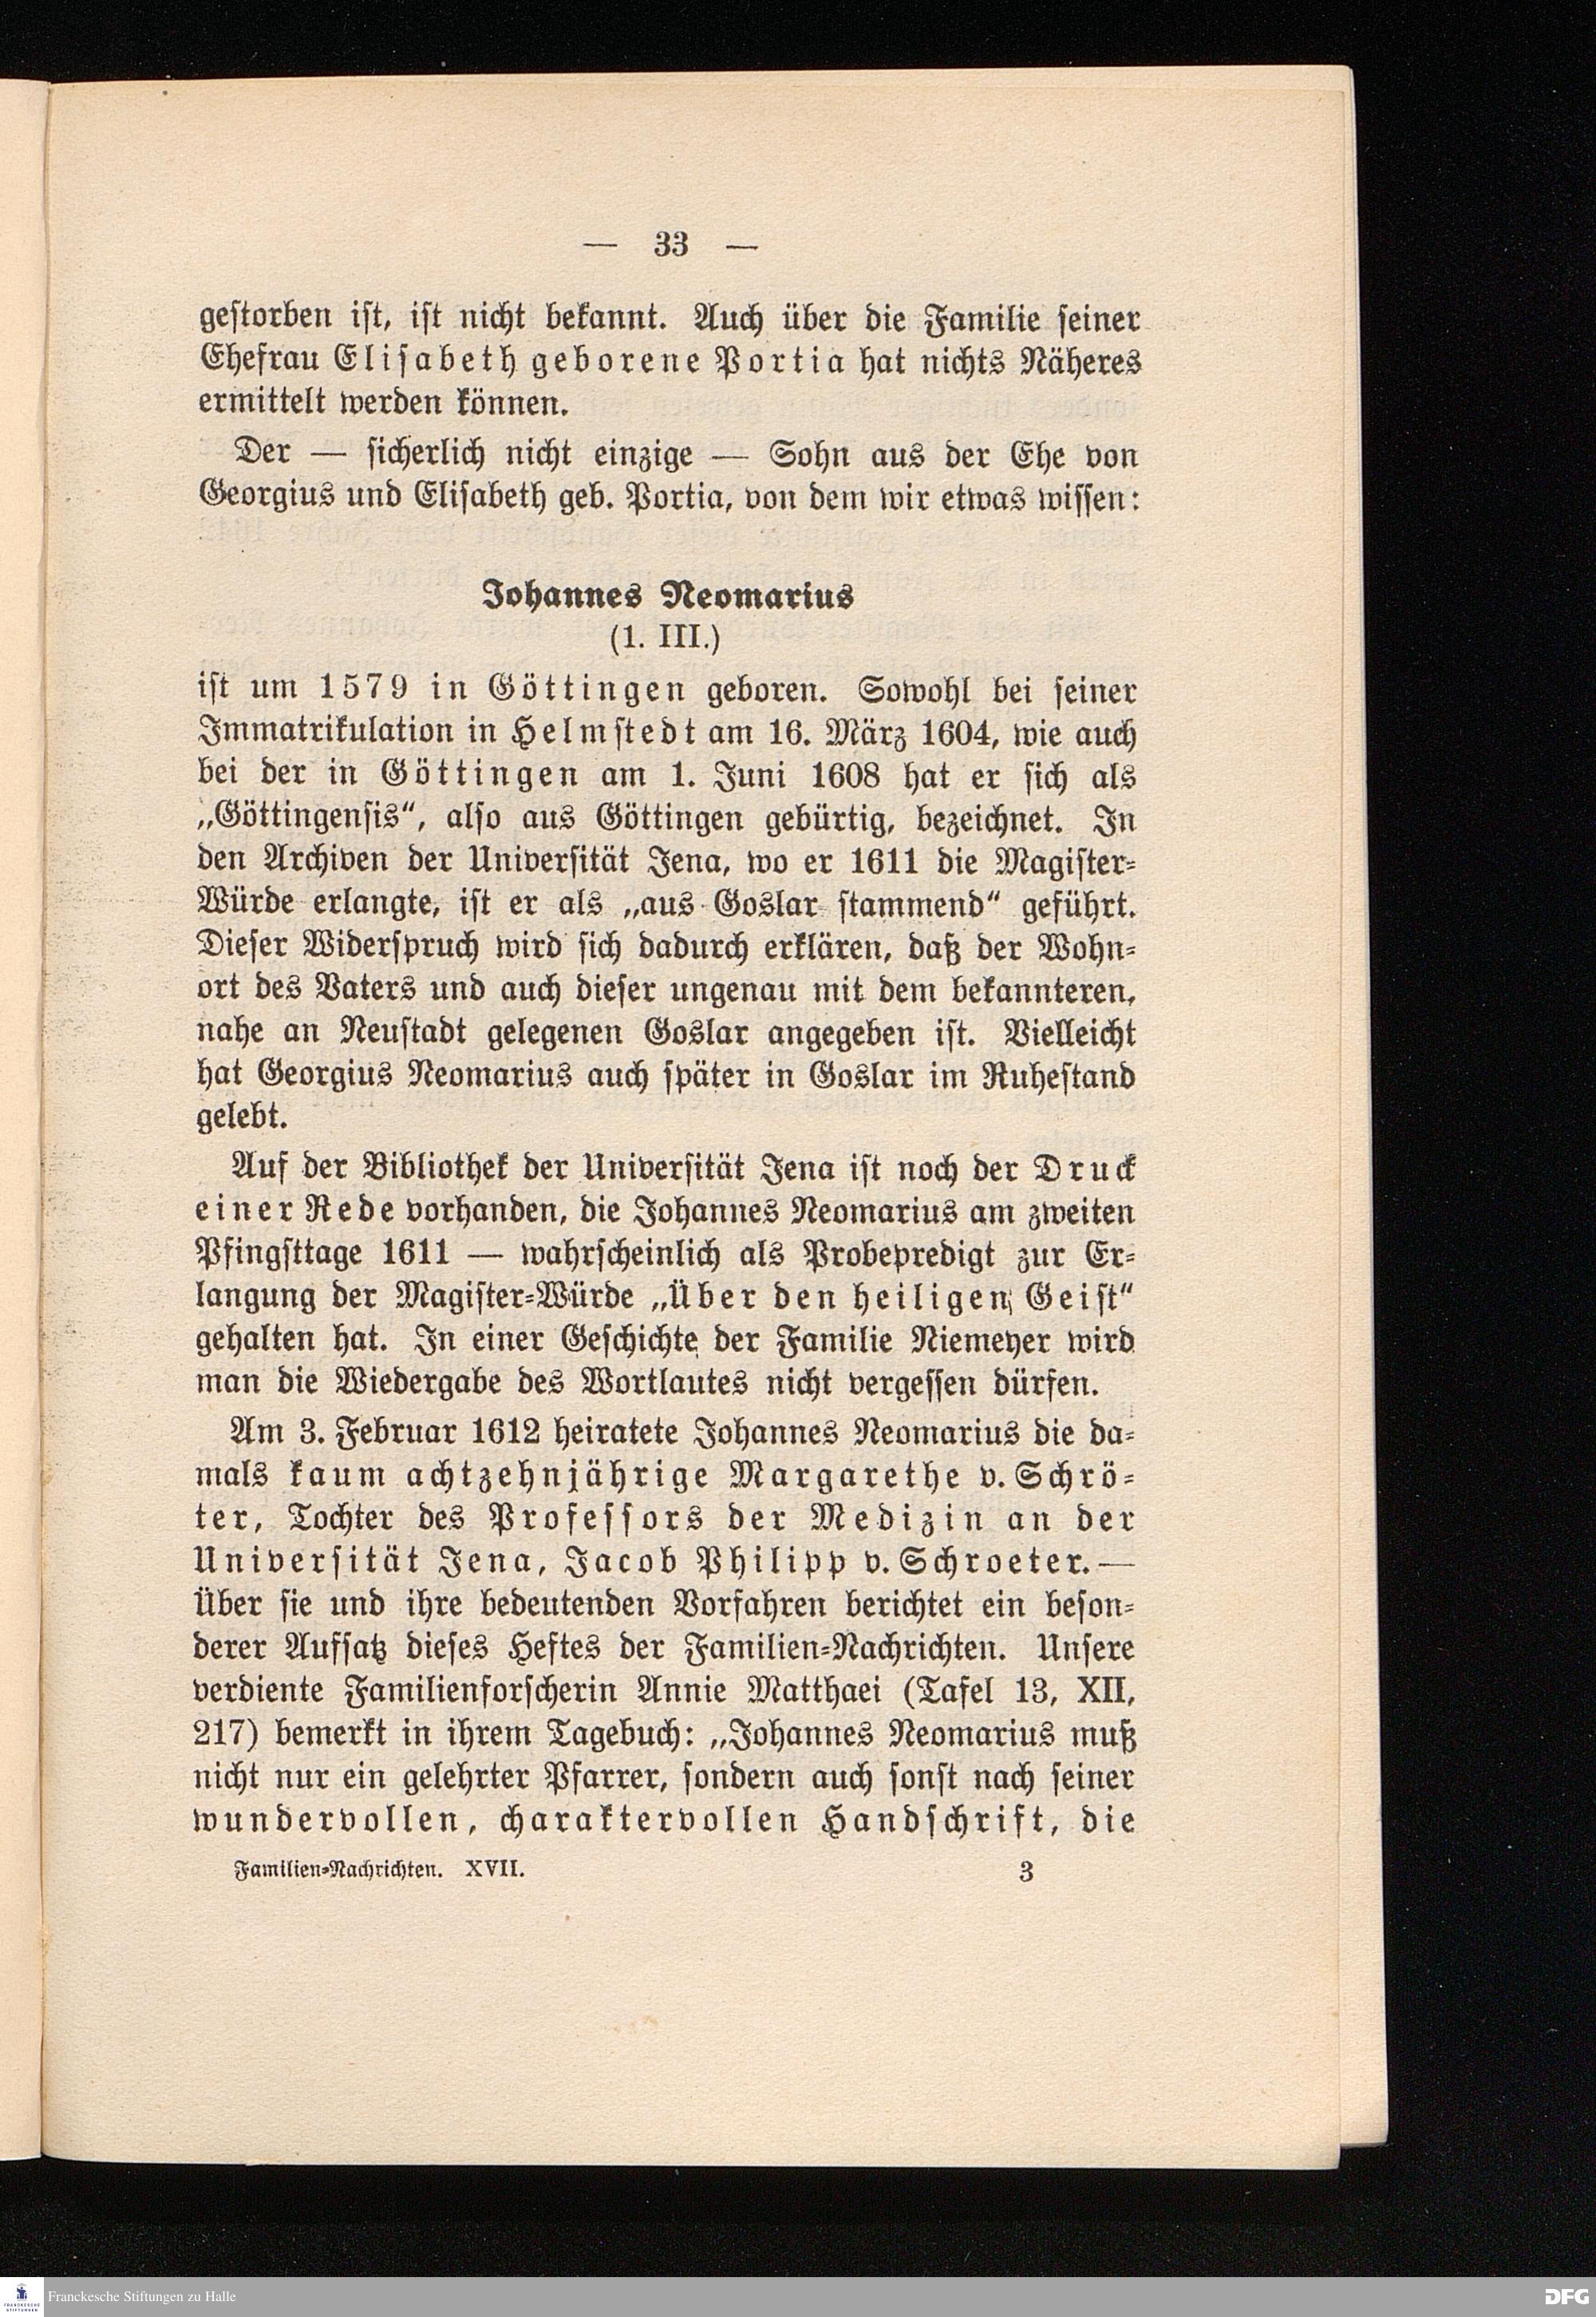 — 33 —
gestorben ist, ist nicht bekannt. Auch über die Familie seiner
Ehefrau Elisabeth geborene Portia hat nichts Näheres
ermittelt werden können.
Der — sicherlich nicht einzige — Sohn aus der Ehe von
Georgius und Elisabeth geb. Portia, von dem wir etwas wissen:
Johannes Neomarius
(1. III.)
ist um 1579 in Göttingen geboren. Sowohl bei seiner
Immatrikulation in Helmstedt am 16. März 1604, wie auch
bei der in Göttingen am 1. Juni 1608 hat er sich als
„Göttingensis“, also aus Göttingen gebürtig, bezeichnet. In
den Archiven der Universität Jena, wo er 1611 die Magister-
Würde erlangte, ist er als „aus Goslar stammend“ geführt.
Dieser Widerspruch wird sich dadurch erklären, daß der Wohn-
ort des Vaters und auch dieser ungenau mit dem bekannteren,
nahe an Neustadt gelegenen Goslar angegeben ist. Vielleicht
hat Georgius Neomarius auch später in Goslar im Ruhestand
gelebt.
Auf der Bibliothek der Universität Jena ist noch der Druck
einer Rede vorhanden, die Johannes Neomarius am zweiten
Pfingsttage 1611 — wahrscheinlich als Probepredigt zur Er-
langung der Magister-Würde „Über den heiligen Geist“
gehalten hat. In einer Geschichte der Familie Niemeyer wird
man die Wiedergabe des Wortlautes nicht vergessen dürfen.
Am 3. Februar 1612 heiratete Johannes Neomarius die da-
mals kaum achtzehnjährige Margarethe v. Schrö-
ter, Tochter des Professors der Medizin an der
Universität Jena, Jacob Philipp v. Schroeter. —
Über sie und ihre bedeutenden Vorfahren berichtet ein beson-
derer Aufsatz dieses Heftes der Familien-Nachrichten. Unsere
verdiente Familienforscherin Annie Matthaei (Tafel 13, XII,
217) bemerkt in ihrem Tagebuch: „Johannes Neomarius muß
nicht nur ein gelehrter Pfarrer, sondern auch sonst nach seiner
wundervollen, charaktervollen Handschrift, die
Familien-Nachrichten. XVII. 3
FRANCKESCHE
STIFTUNGEN
Franckesche Stiftungen zu Halle
DFG